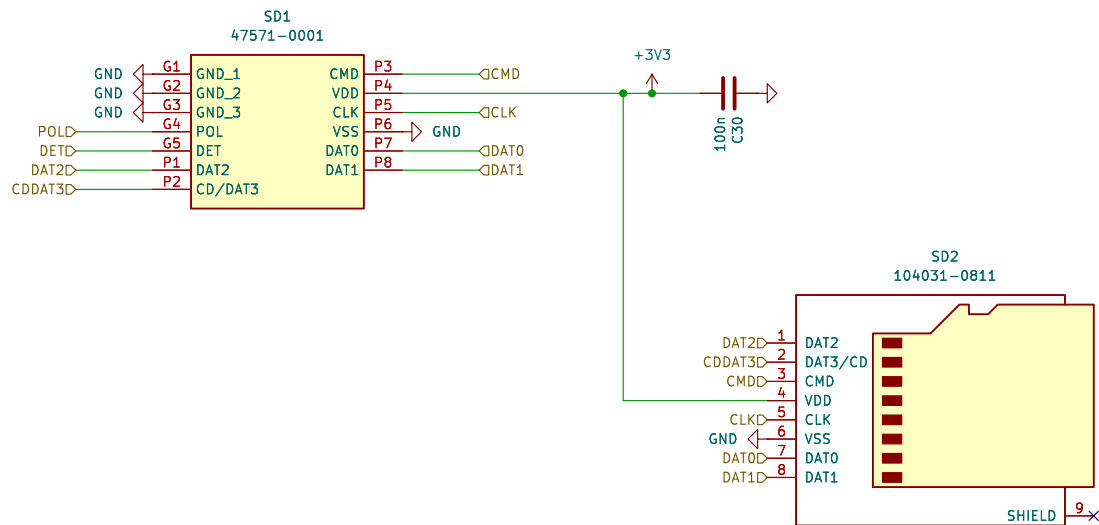 SD1
47571-0001
GND G1 GND_1 CMD P3 CMD
GND G2 GND_2 VDD P4
GND G3 GND_3 CLK P5 CLK
POL G4 POL VSS P6 GND
DET G5 DET DAT0 P7 DAT0
DAT2 P1 DAT2 DAT1 P8 DAT1
CDDAT3 P2 CD/DAT3
+3V3
100n
C30
SD2
104031-0811
DAT2 1 DAT2
CDDAT3 2 DAT3/CD
CMD 3 CMD
4 VDD
CLK 5 CLK
GND 6 VSS
DAT0 7 DAT0
DAT1 8 DAT1
SHIELD 9